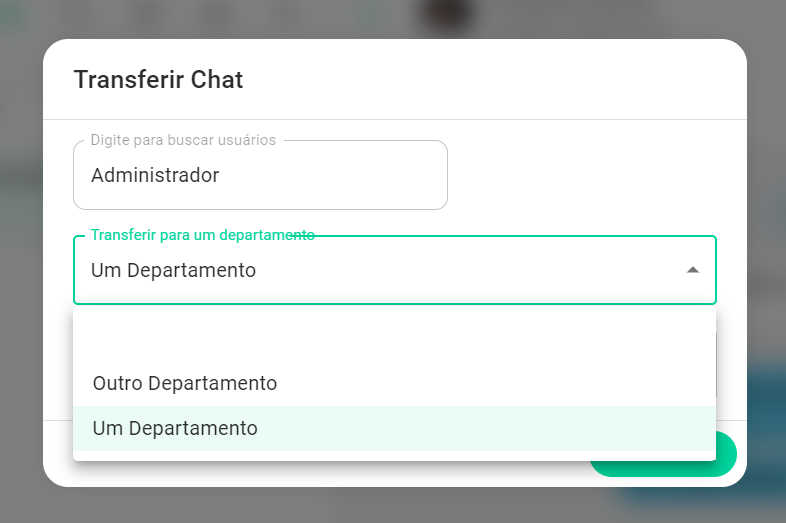 Transferir Chat
Digite para buscar usuários
Administrador
Transferir para um departamento
Um Departamento
Outro Departamento
Um Departamento